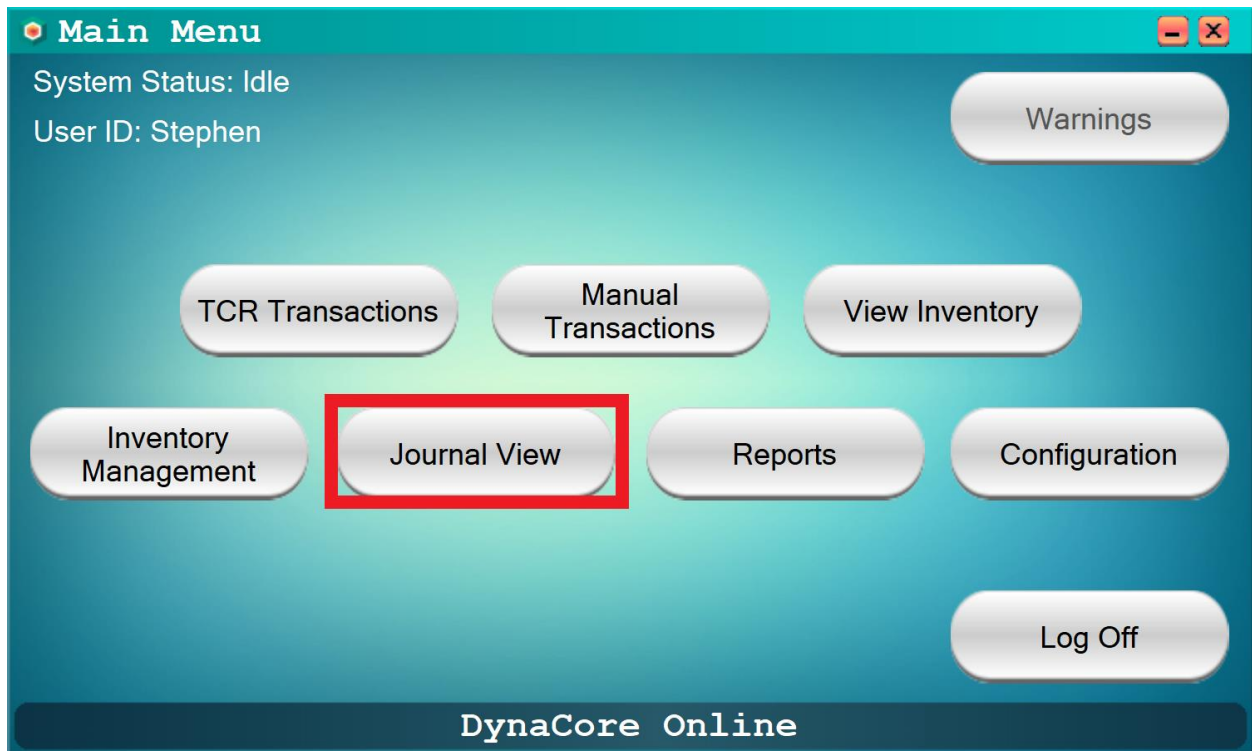 Main Menu
System Status: Idle
User ID: Stephen
Warnings
TCR Transactions
Manual
Transactions
View Inventory
Inventory
Management
Journal View
Reports
Configuration
Log Off
DynaCore Online